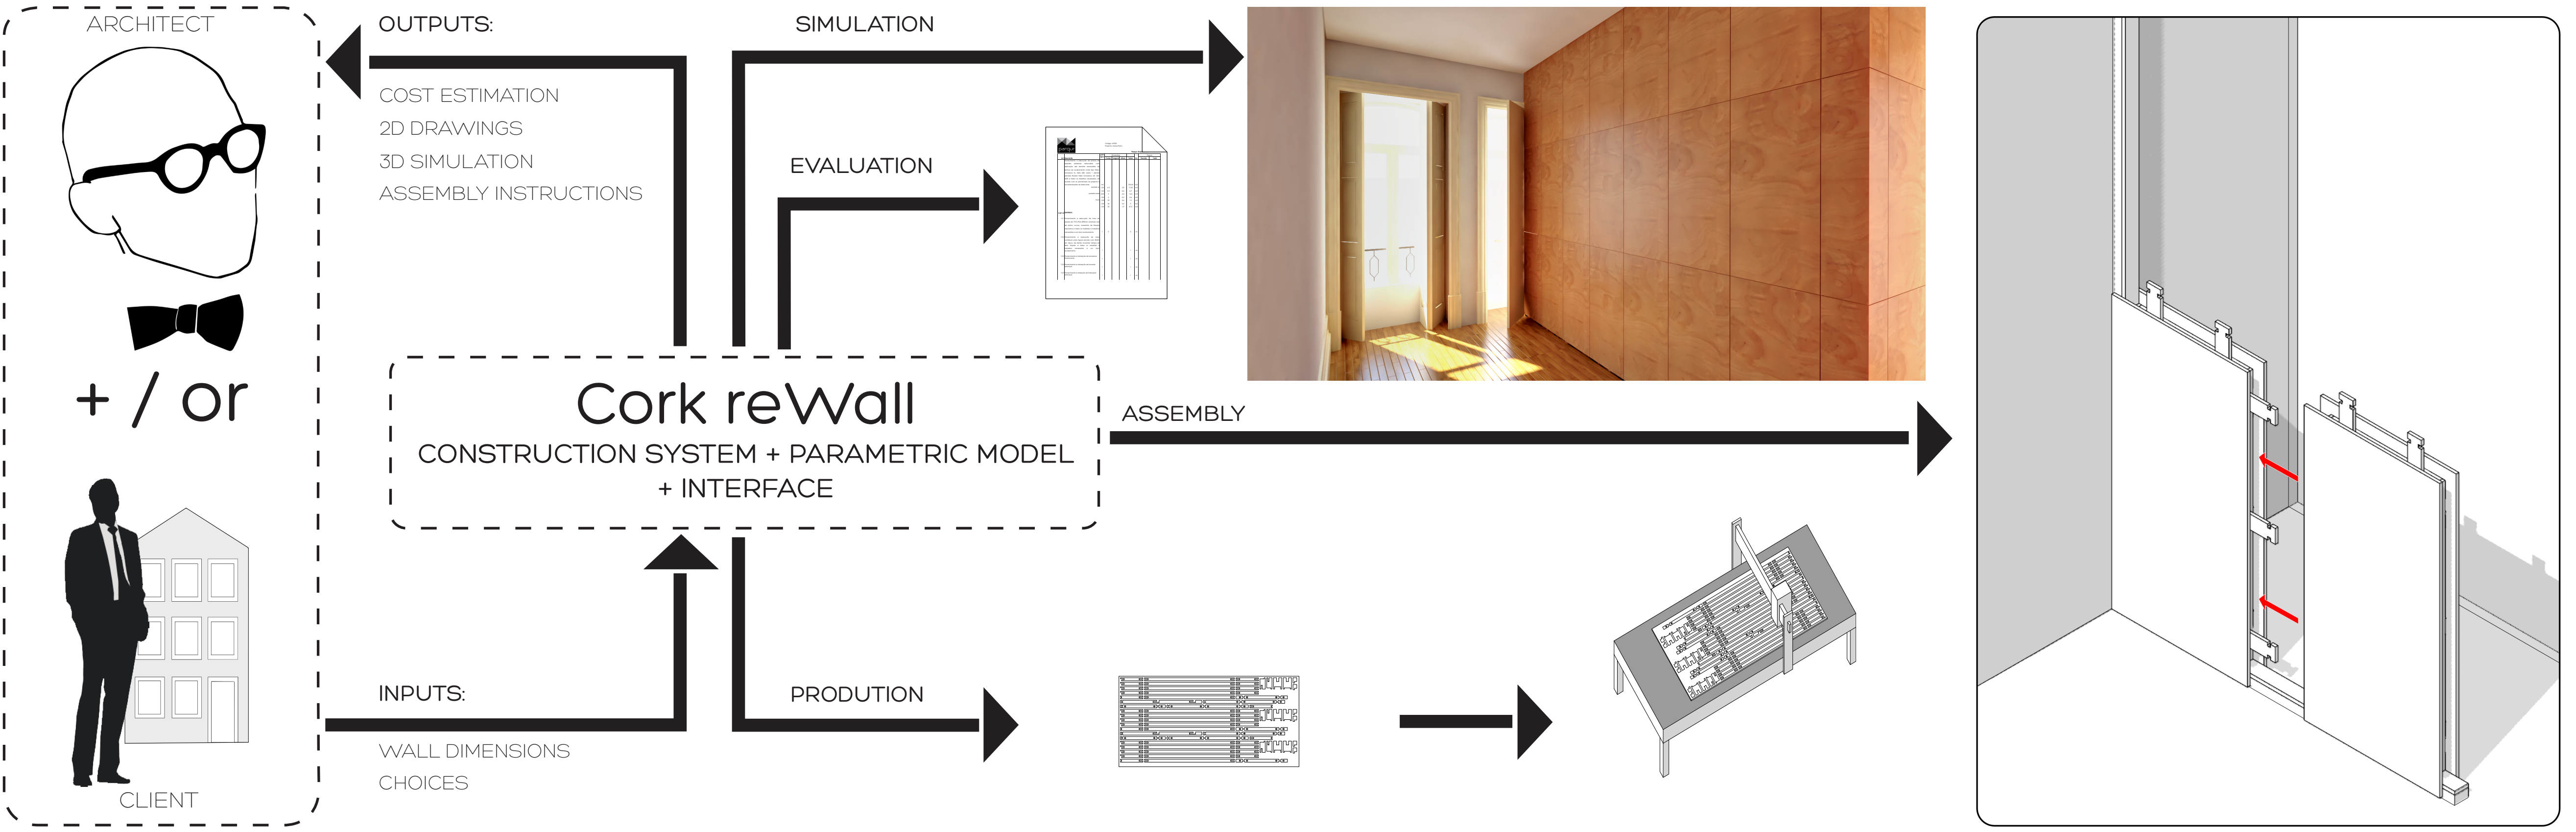 ARCHITECT
+ / or
CLIENT
OUTPUTS:
COST ESTIMATION
2D DRAWINGS
3D SIMULATION
ASSEMBLY INSTRUCTIONS
SIMULATION
EVALUATION
Cork reWall
CONSTRUCTION SYSTEM + PARAMETRIC MODEL
+ INTERFACE
ASSEMBLY
INPUTS:
WALL DIMENSIONS
CHOICES
PRODUTION